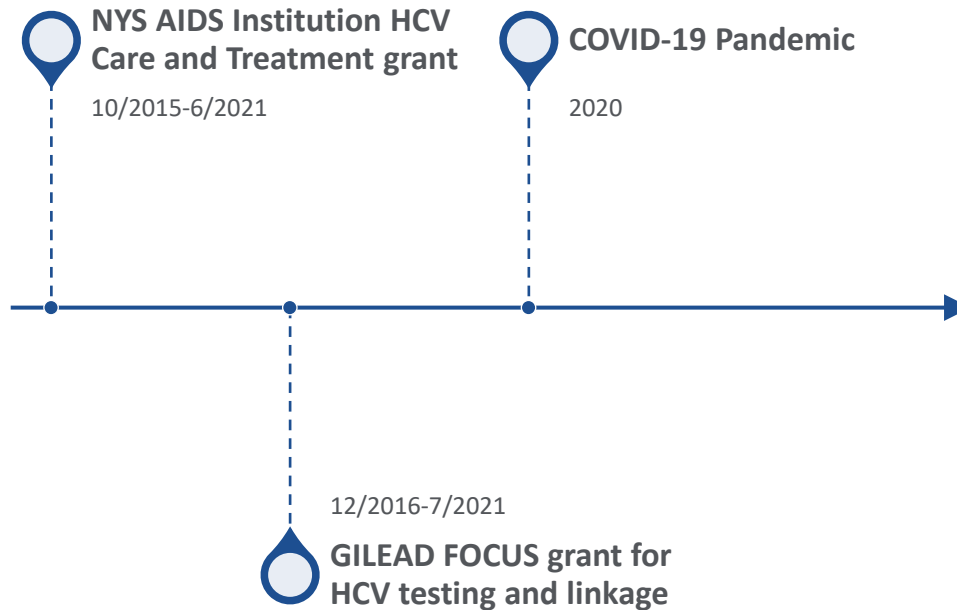 NYS AIDS Institution HCV
Care and Treatment grant
10/2015-6/2021
COVID-19 Pandemic
2020
12/2016-7/2021
GILEAD FOCUS grant for
HCV testing and linkage